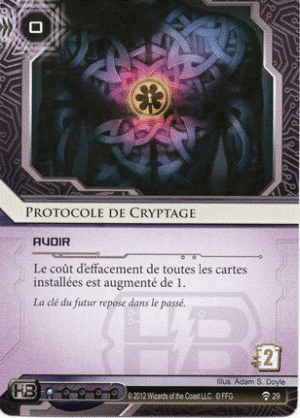 0
PROTOCOLE DE CRYPTAGE
AVOIR
Le coût d'effacement de toutes les cartes
installées est augmenté de 1.
La clé du futur repose dans le passé.
2
Illus. Adam S. Doyle
HB
© 2012 Wizards of the Coast LLC. © FFG
29